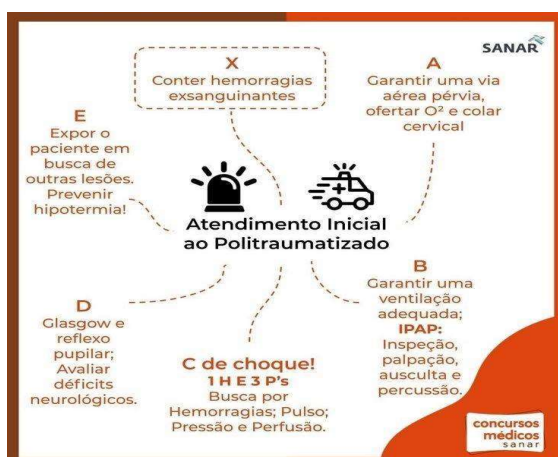 SANAR
X
Conter hemorragias
exsanguinantes
A
Garantir uma via
aérea pérvia,
ofertar O² e colar
cervical
E
Expor o
paciente em
busca de
outras lesões.
Prevenir
hipotermia!
Atendimento Inicial
ao Politraumatizado
B
Garantir uma
ventilação
adequada;
IPAP:
Inspeção,
palpação,
ausculta e
percussão.
D
Glasgow e
reflexo
pupilar;
Avaliar
déficits
neurológicos.
C de choque!
1 H E 3 P's
Busca por
Hemorragias; Pulso;
Pressão e Perfusão.
concursos
médicos
sanar